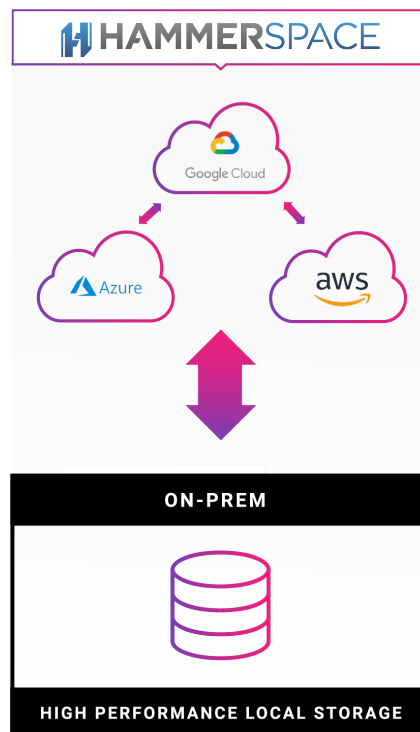 HAMMERSPACE
Google Cloud
Azure
aws
ON-PREM
HIGH PERFORMANCE LOCAL STORAGE